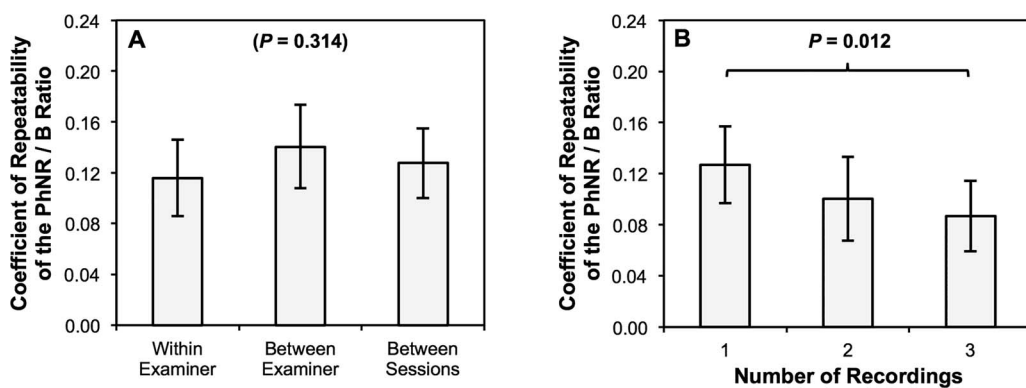 Coefficient of Repeatability
of the PhNR / B Ratio
0.24
0.20
0.16
0.12
0.08
0.04
0.00
A
(P = 0.314)
Within
Examiner
Between
Examiner
Between
Sessions
Coefficient of Repeatability
of the PhNR / B Ratio
0.24
0.20
0.16
0.12
0.08
0.04
0.00
B
P = 0.012
1 2 3
Number of Recordings